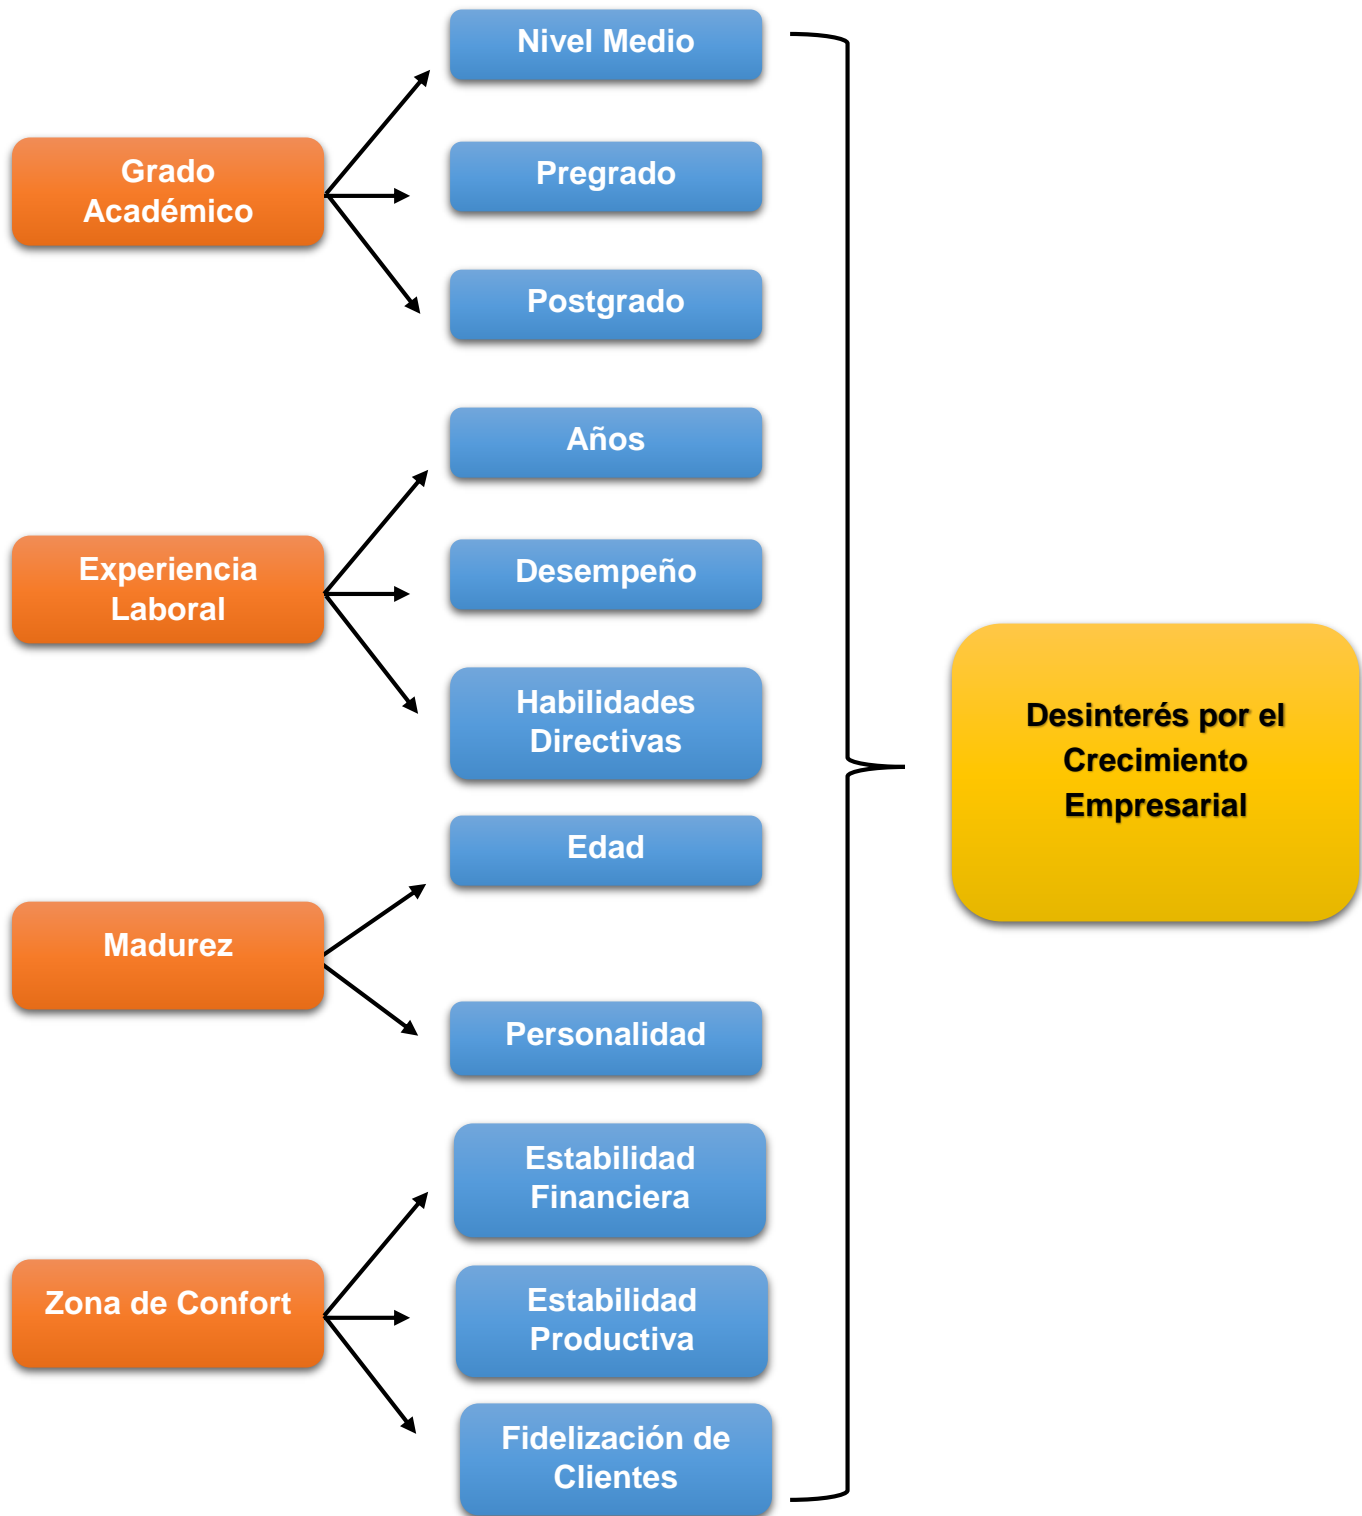 Grado
Académico
Nivel Medio
Pregrado
Postgrado
Experiencia
Laboral
Años
Desempeño
Habilidades
Directivas
Madurez
Edad
Personalidad
Zona de Confort
Estabilidad
Financiera
Estabilidad
Productiva
Fidelización de
Clientes
Desinterés por el
Crecimiento
Empresarial